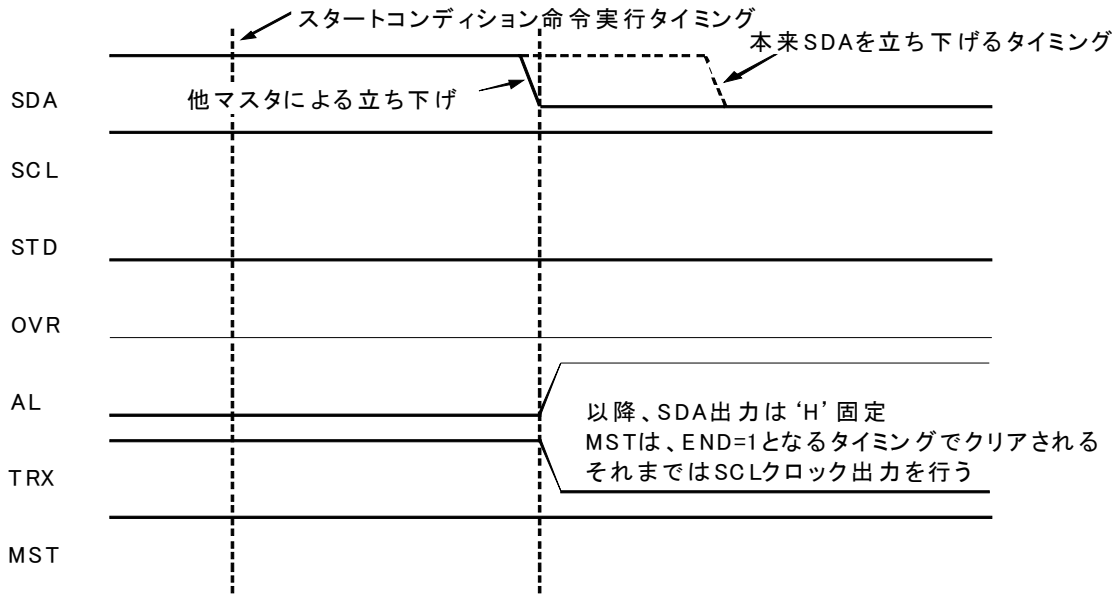 スタートコンディション命令実行タイミング
本来SDAを立ち下げるタイミング
SDA
他マスタによる立ち下げ
SCL
STD
OVR
AL
以降、SDA出力は‘H’固定
MSTは、END=1となるタイミングでクリアされる
それまではSCLクロック出力を行う
TRX
MST